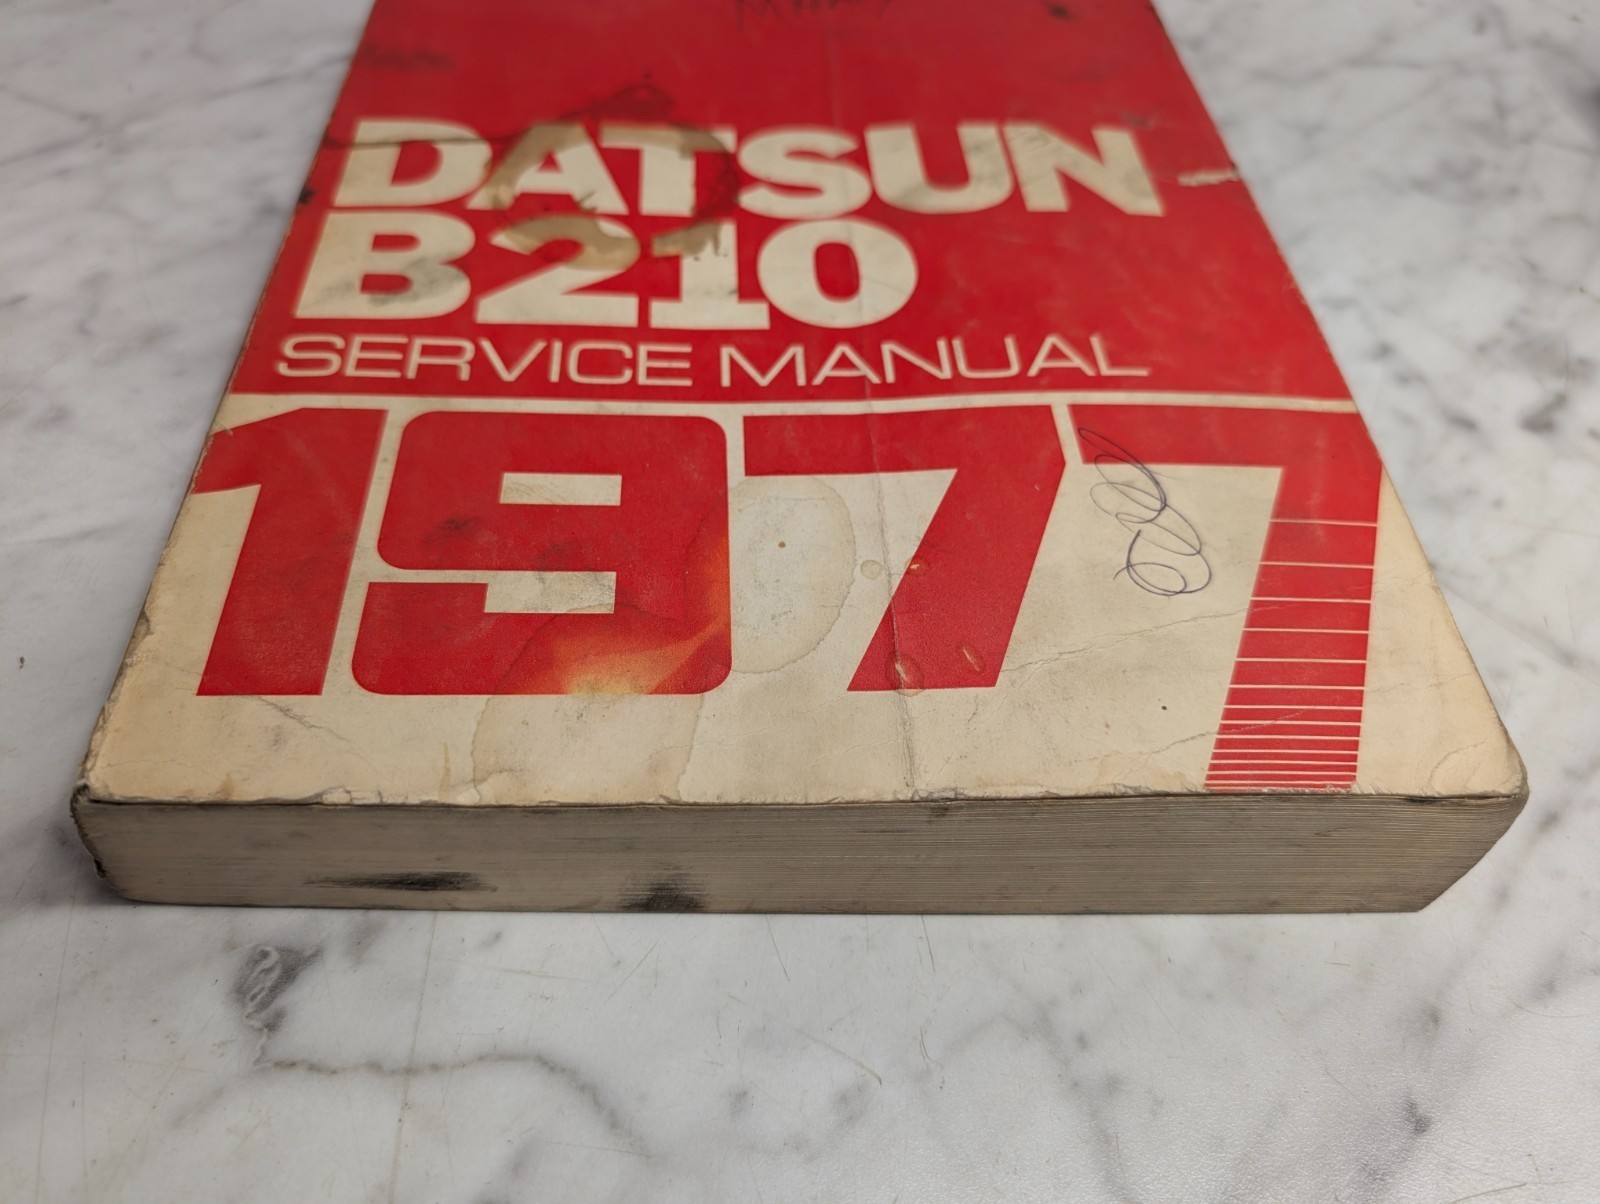 DATSUN
B210
SERVICE MANUAL
1977